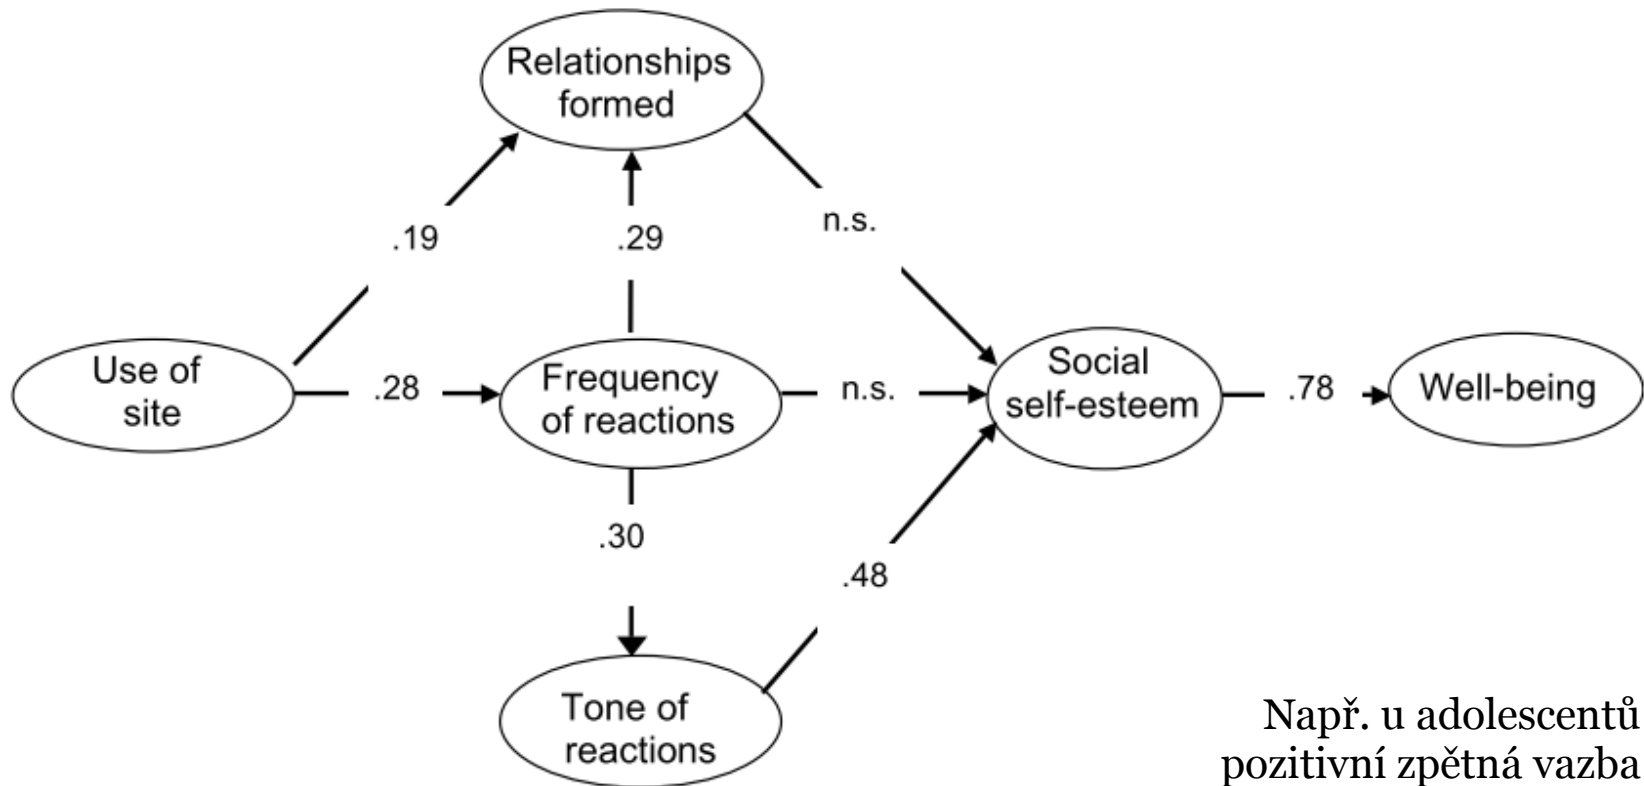 Relationships
formed
.19
.29
n.s.
Use of
site
.28
Frequency
of reactions
n.s.
Social
self-esteem
.78
Well-being
.30
.48
Tone of
reactions
Např. u adolescentů
pozitivní zpětná vazba